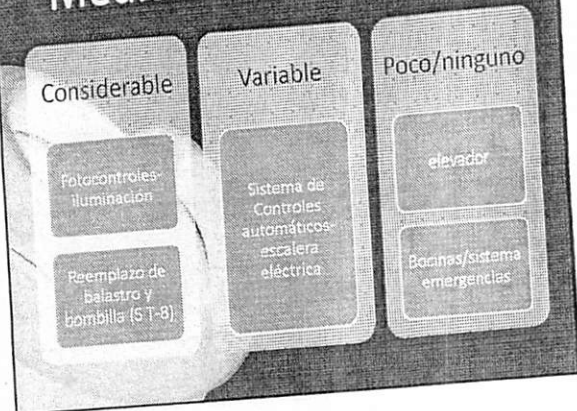 Considerable
Fotocontroles-
iluminación
Reemplazo de
balastro y
bombilla (5 T-8)
Variable
Sistema de
Controles
automáticos-
escalera
eléctrica
Poco/ninguno
elevador
Bocinas/sistema
emergencias